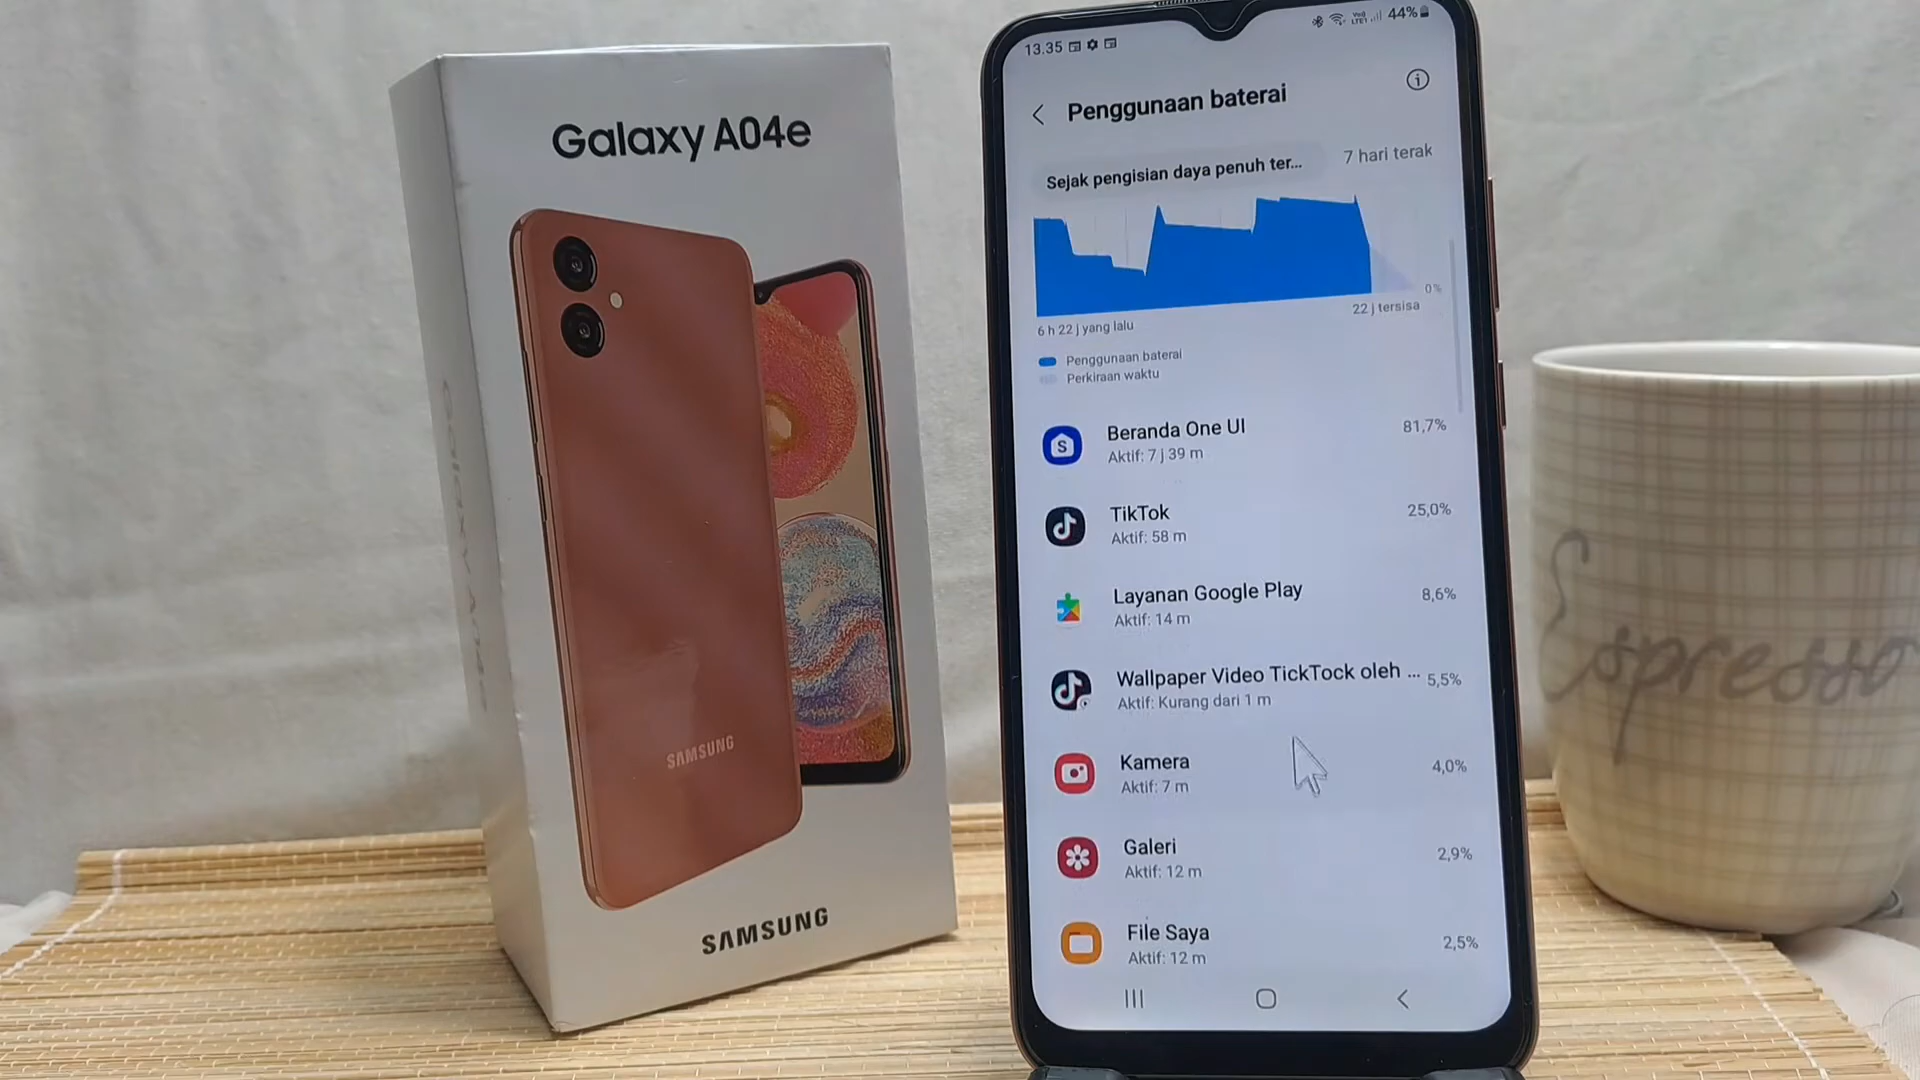 Galaxy A04e
SAMSUNG
SAMSUNG
Galaxy A04e
13.35
44%
Penggunaan baterai
Sejak pengisian daya penuh ter...
7 hari terak
0%
6 h 22 j yang lalu
22 j tersisa
Penggunaan baterai
Perkiraan waktu
Beranda One UI
81,7%
Aktif: 7 j 39 m
TikTok
25,0%
Aktif: 58 m
Layanan Google Play
8,6%
Aktif: 14 m
Wallpaper Video TickTock oleh ...
5,5%
Aktif: Kurang dari 1 m
Kamera
4,0%
Aktif: 7 m
Galeri
2,9%
Aktif: 12 m
File Saya
2,5%
Aktif: 12 m
Espresso